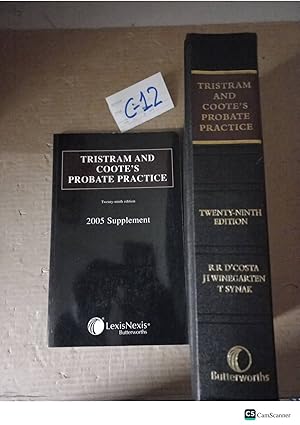 C-12
TRISTRAM AND
COOTE'S
PROBATE PRACTICE
Twenty-ninth edition
2005 Supplement
LexisNexis®
Butterworths
TRISTRAM
AND
COOTE'S
PROBATE
PRACTICE
TWENTY-NINTH
EDITION
R R D'COSTA
J I WINEGARTEN
T SYNAK
Butterworths
CS CamScanner